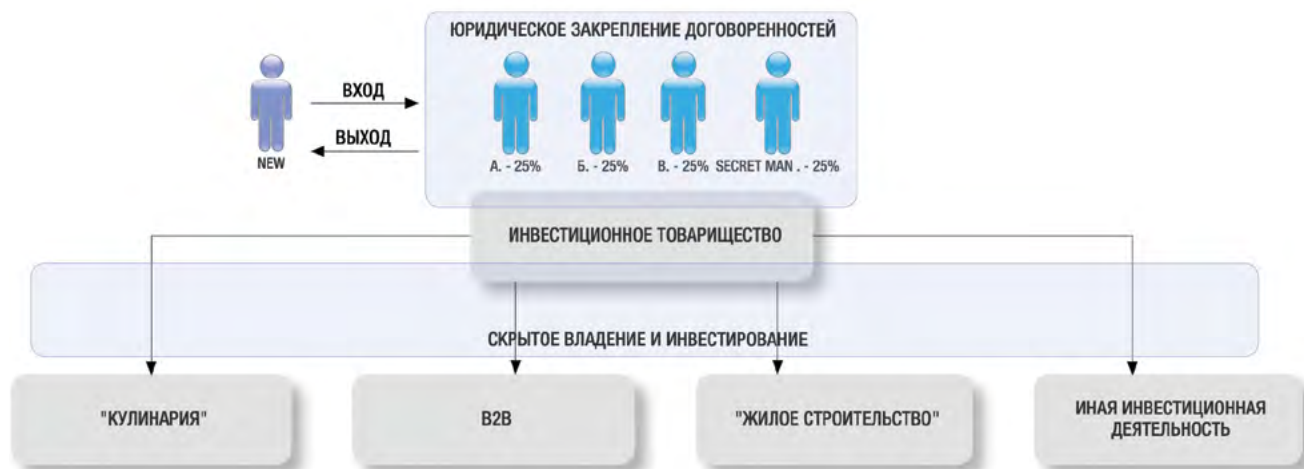 ЮРИДИЧЕСКОЕ ЗАКРЕПЛЕНИЕ ДОГОВОРЕННОСТЕЙ
ВХОД
ВЫХОД
NEW
А. - 25%
Б. - 25%
В. - 25%
SECRET MAN . - 25%
ИНВЕСТИЦИОННОЕ ТОВАРИЩЕСТВО
СКРЫТОЕ ВЛАДЕНИЕ И ИНВЕСТИРОВАНИЕ
"КУЛИНАРИЯ"
B2B
"ЖИЛОЕ СТРОИТЕЛЬСТВО"
ИНАЯ ИНВЕСТИЦИОННАЯ
ДЕЯТЕЛЬНОСТЬ